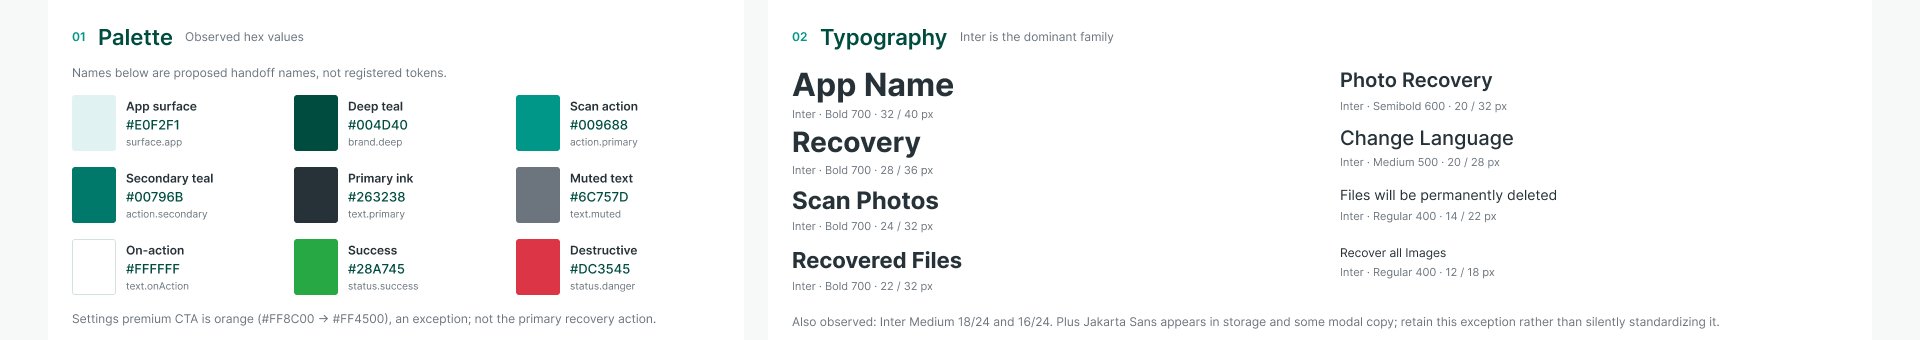 01 Palette Observed hex values
Names below are proposed handoff names, not registered tokens.
App surface
#E0F2F1
surface.app
Deep teal
#004D40
brand.deep
Scan action
#009688
action.primary
Secondary teal
#00796B
action.secondary
Primary ink
#263238
text.primary
Muted text
#6C757D
text.muted
On-action
#FFFFFF
text.onAction
Success
#28A745
status.success
Destructive
#DC3545
status.danger
Settings premium CTA is orange (#FF8C00 → #FF4500), an exception; not the primary recovery action.
02 Typography Inter is the dominant family
App Name
Inter · Bold 700 · 32 / 40 px
Recovery
Inter · Bold 700 · 28 / 36 px
Scan Photos
Inter · Bold 700 · 24 / 32 px
Recovered Files
Inter · Bold 700 · 22 / 32 px
Photo Recovery
Inter · Semibold 600 · 20 / 32 px
Change Language
Inter · Medium 500 · 20 / 28 px
Files will be permanently deleted
Inter · Regular 400 · 14 / 22 px
Recover all Images
Inter · Regular 400 · 12 / 18 px
Also observed: Inter Medium 18/24 and 16/24. Plus Jakarta Sans appears in storage and some modal copy; retain this exception rather than silently standardizing it.